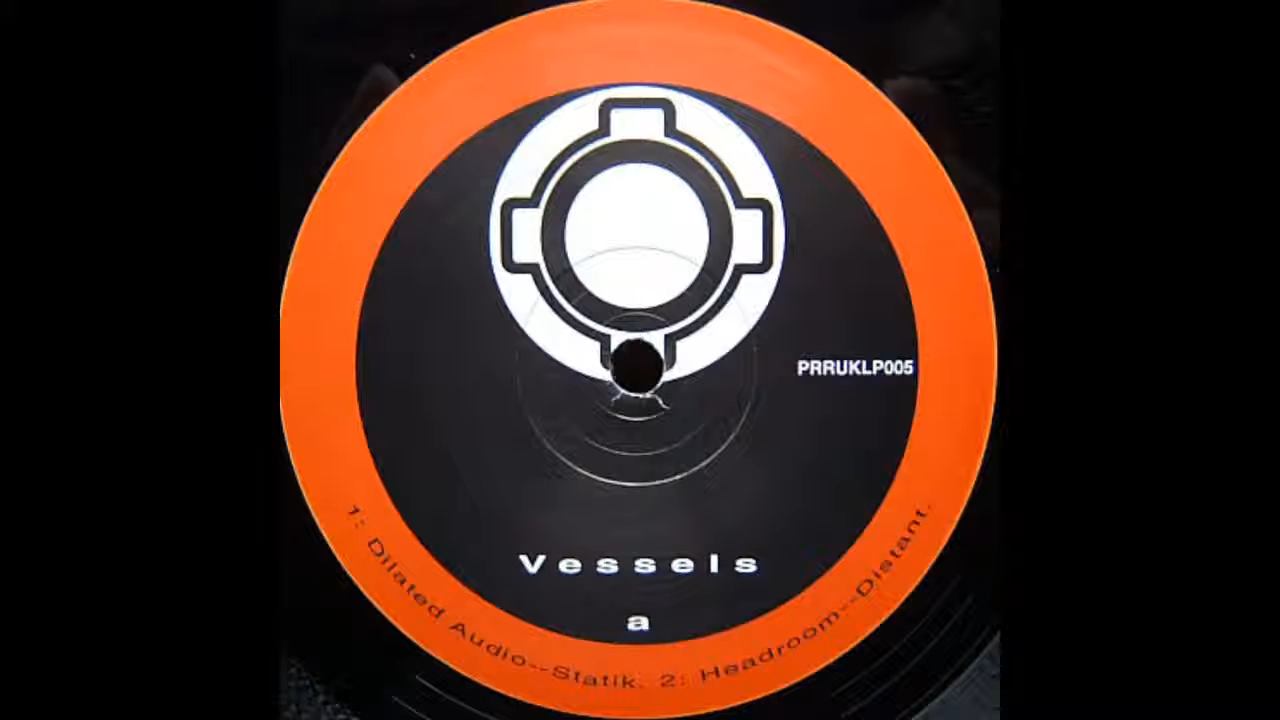 PRRUKLP005
Vessels
a
1: Dilated Audio--Statik. 2: Headroom--Distant.